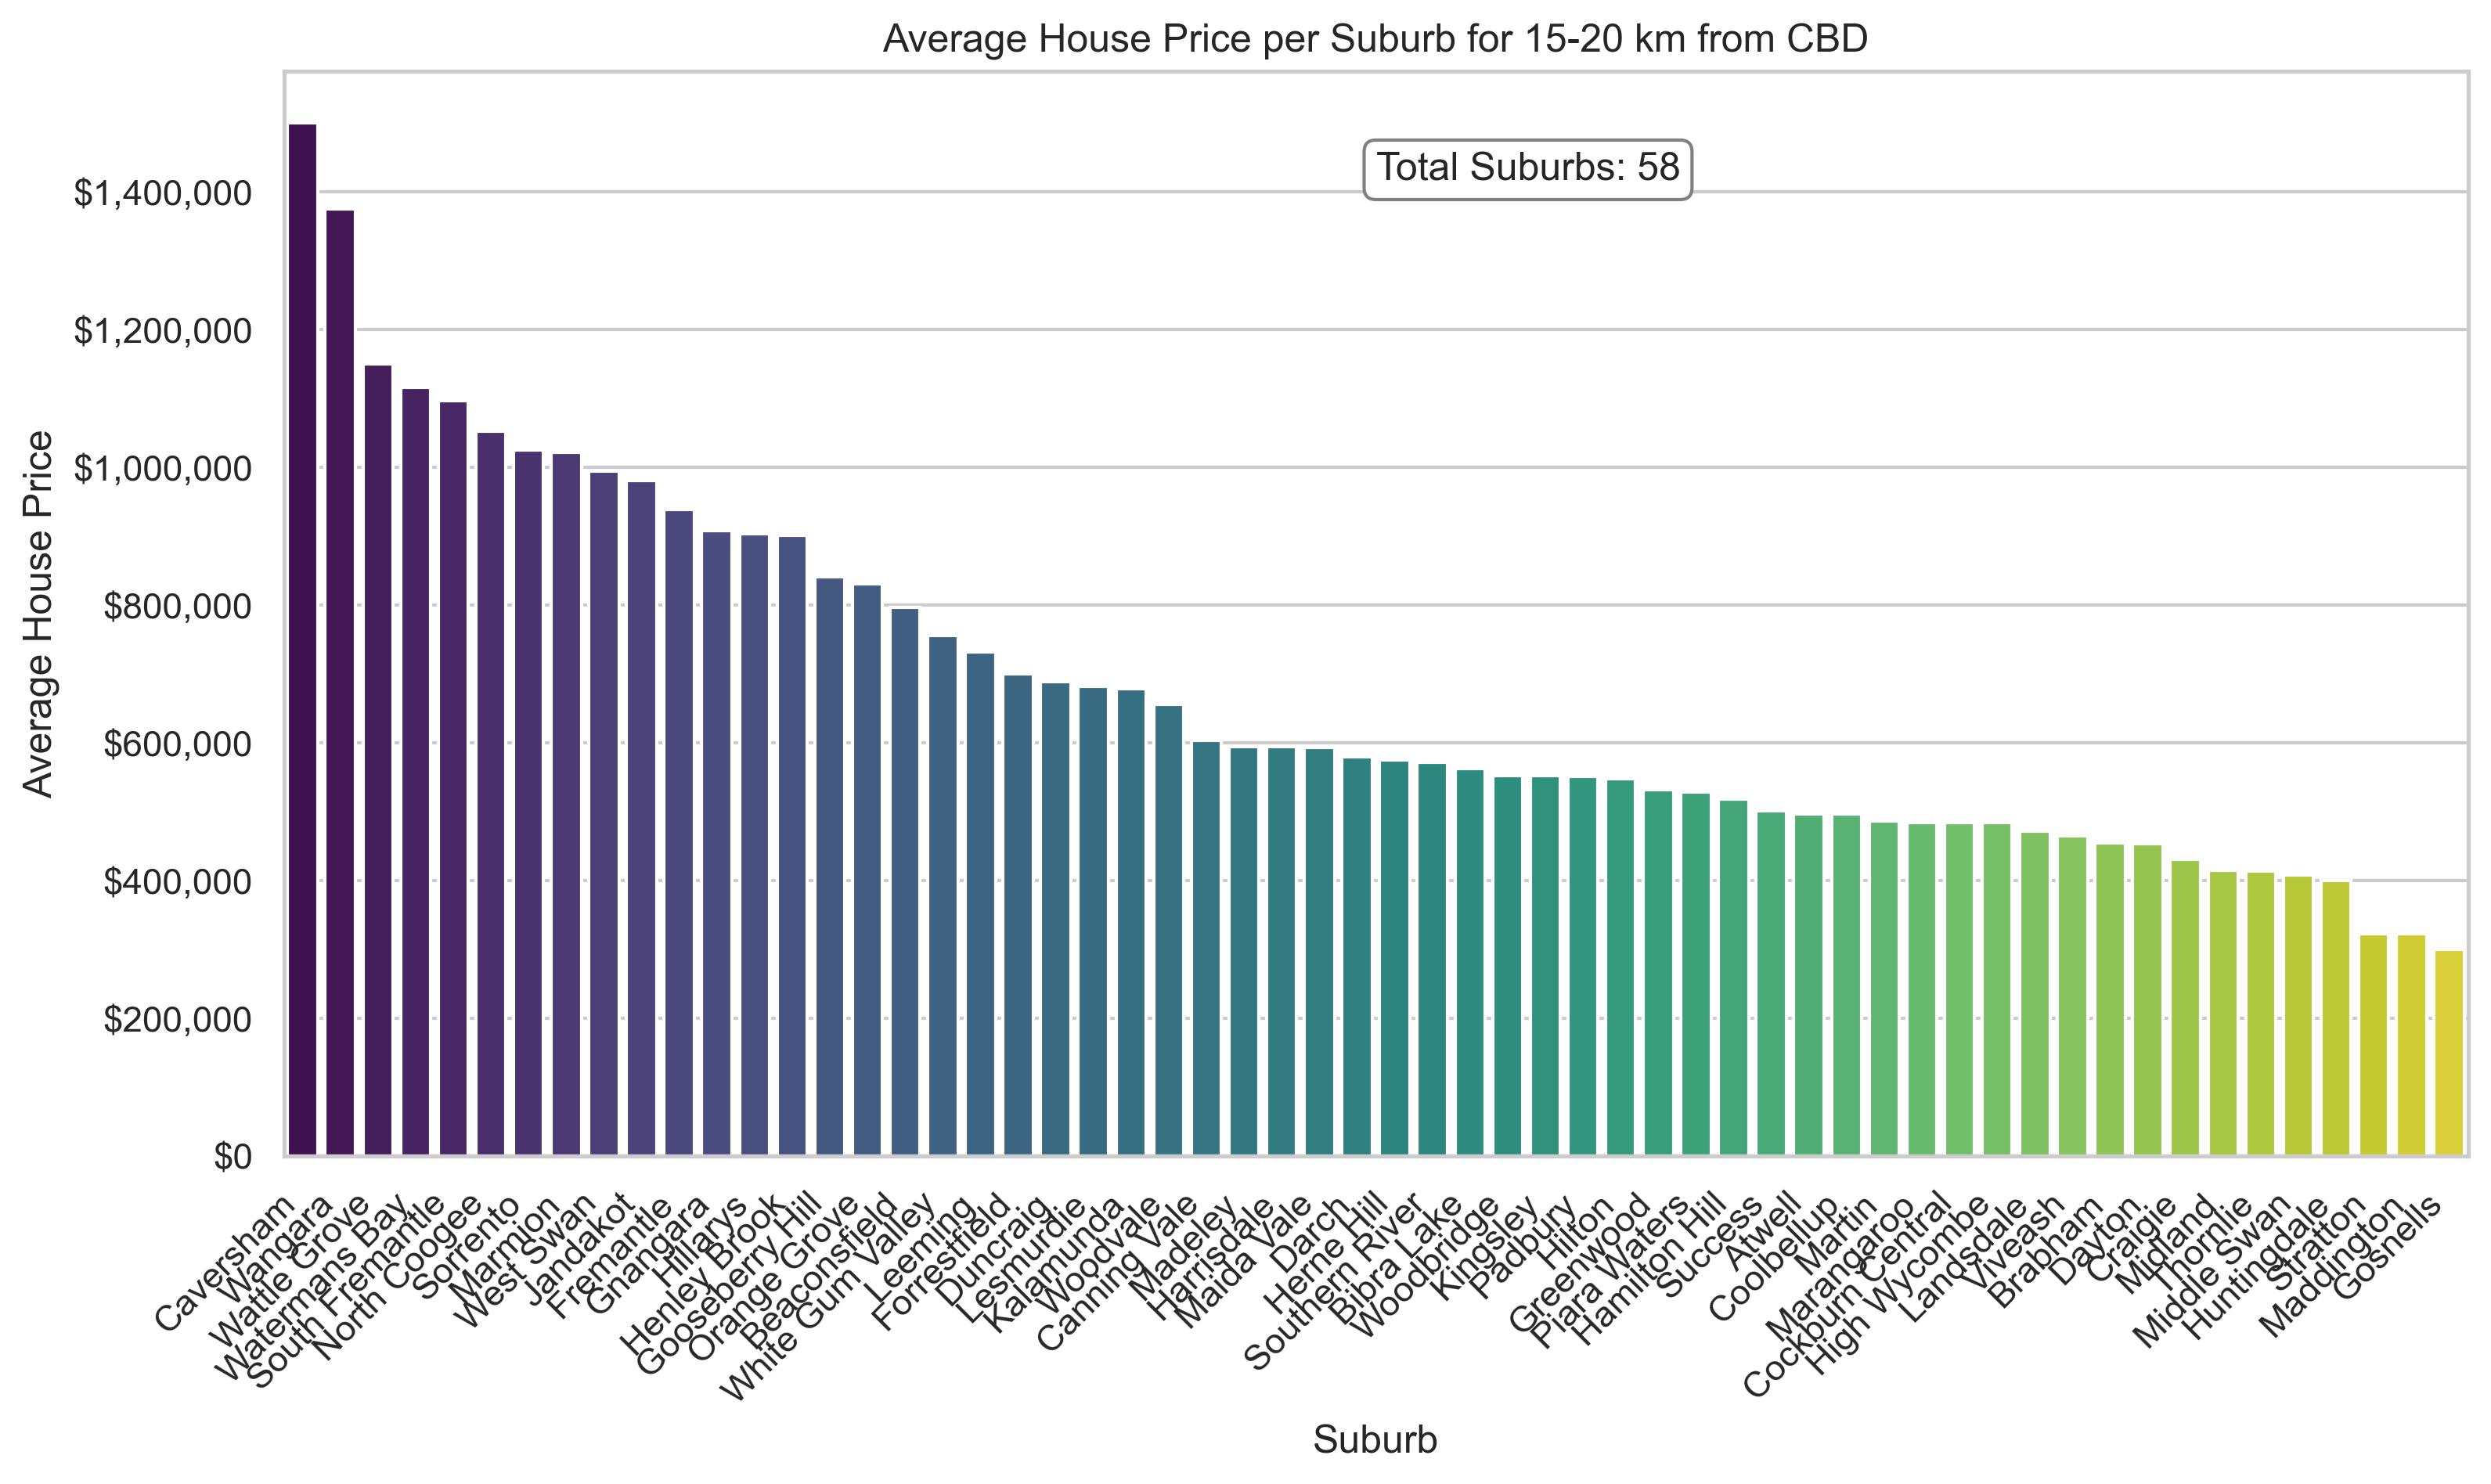 Average House Price per Suburb for 15-20 km from CBD
Total Suburbs: 58
Average House Price
$1,400,000
$1,200,000
$1,000,000
$800,000
$600,000
$400,000
$200,000
$0
Caversham
Wangara
Wattle Grove
Watermans Bay
South Fremantle
North Coogee
Sorrento
Marmion
West Swan
Jandakot
Fremantle
Gnangara
Hillarys
Henley Brook
Gooseberry Hill
Orange Grove
Beaconsfield
White Gum Valley
Leeming
Forrestfield
Duncraig
Lesmurdie
Kalamunda
Woodvale
Canning Vale
Madeley
Harrisdale
Maida Vale
Darch
Herne Hill
Southern River
Bibra Lake
Woodbridge
Kingsley
Padbury
Hilton
Greenwood
Piara Waters
Hamilton Hill
Success
Atwell
Coolbellup
Martin
Marangaroo
Cockburn Central
High Wycombe
Landsdale
Viveash
Brabham
Dayton
Craigie
Midland
Thornlie
Middle Swan
Huntingdale
Stratton
Maddington
Gosnells
Suburb